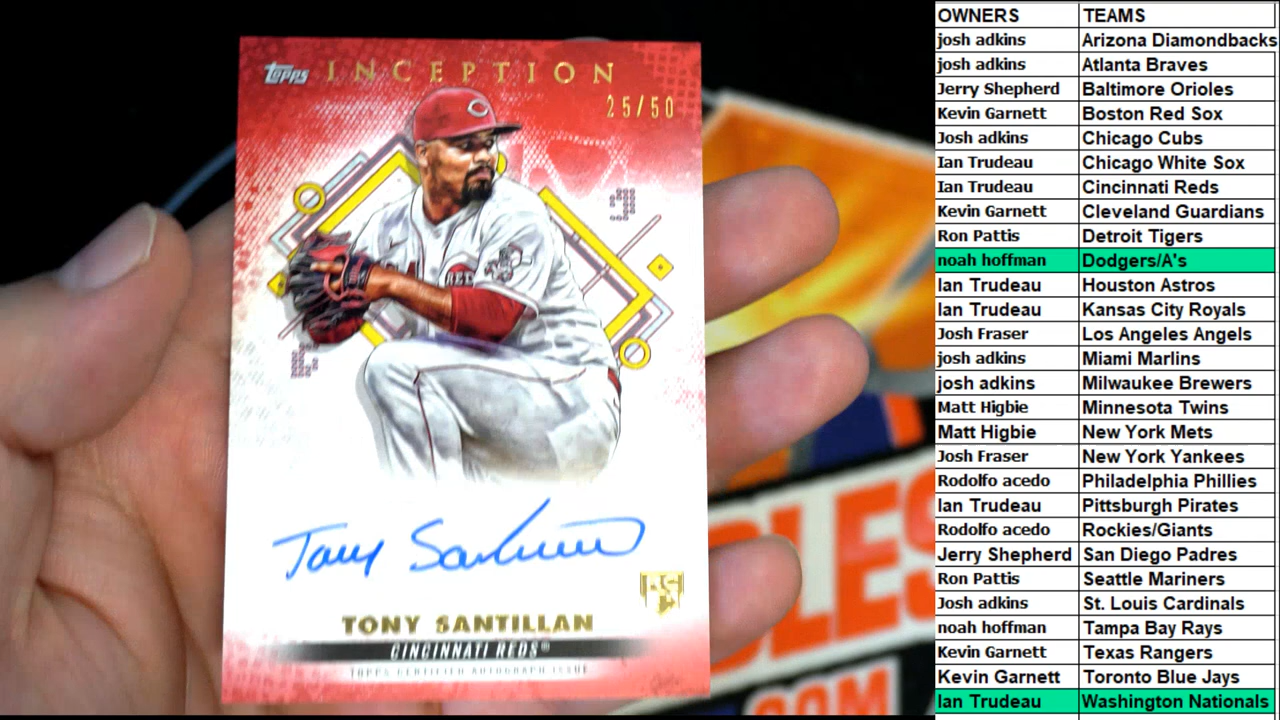 topps INCEPTION
25/50
REDS
Tony Santillan
RS
TONY SANTILLAN
CINCINNATI REDS
TOPPS CERTIFIED AUTOGRAPH ISSUE
LES
.COM
OWNERS TEAMS
josh adkins Arizona Diamondbacks
josh adkins Atlanta Braves
Jerry Shepherd Baltimore Orioles
Kevin Garnett Boston Red Sox
Josh adkins Chicago Cubs
Ian Trudeau Chicago White Sox
Ian Trudeau Cincinnati Reds
Kevin Garnett Cleveland Guardians
Ron Pattis Detroit Tigers
noah hoffman Dodgers/A's
Ian Trudeau Houston Astros
Ian Trudeau Kansas City Royals
Josh Fraser Los Angeles Angels
josh adkins Miami Marlins
josh adkins Milwaukee Brewers
Matt Higbie Minnesota Twins
Matt Higbie New York Mets
Josh Fraser New York Yankees
Rodolfo acedo Philadelphia Phillies
Ian Trudeau Pittsburgh Pirates
Rodolfo acedo Rockies/Giants
Jerry Shepherd San Diego Padres
Ron Pattis Seattle Mariners
Josh adkins St. Louis Cardinals
noah hoffman Tampa Bay Rays
Kevin Garnett Texas Rangers
Kevin Garnett Toronto Blue Jays
Ian Trudeau Washington Nationals